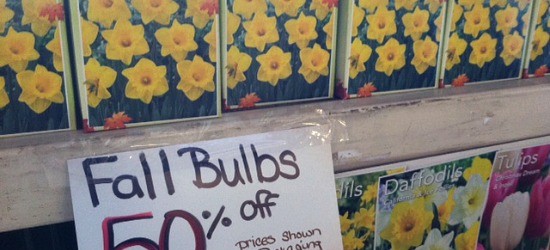 Fall Bulbs
50% off
prices shown
Daffodils
Tulips